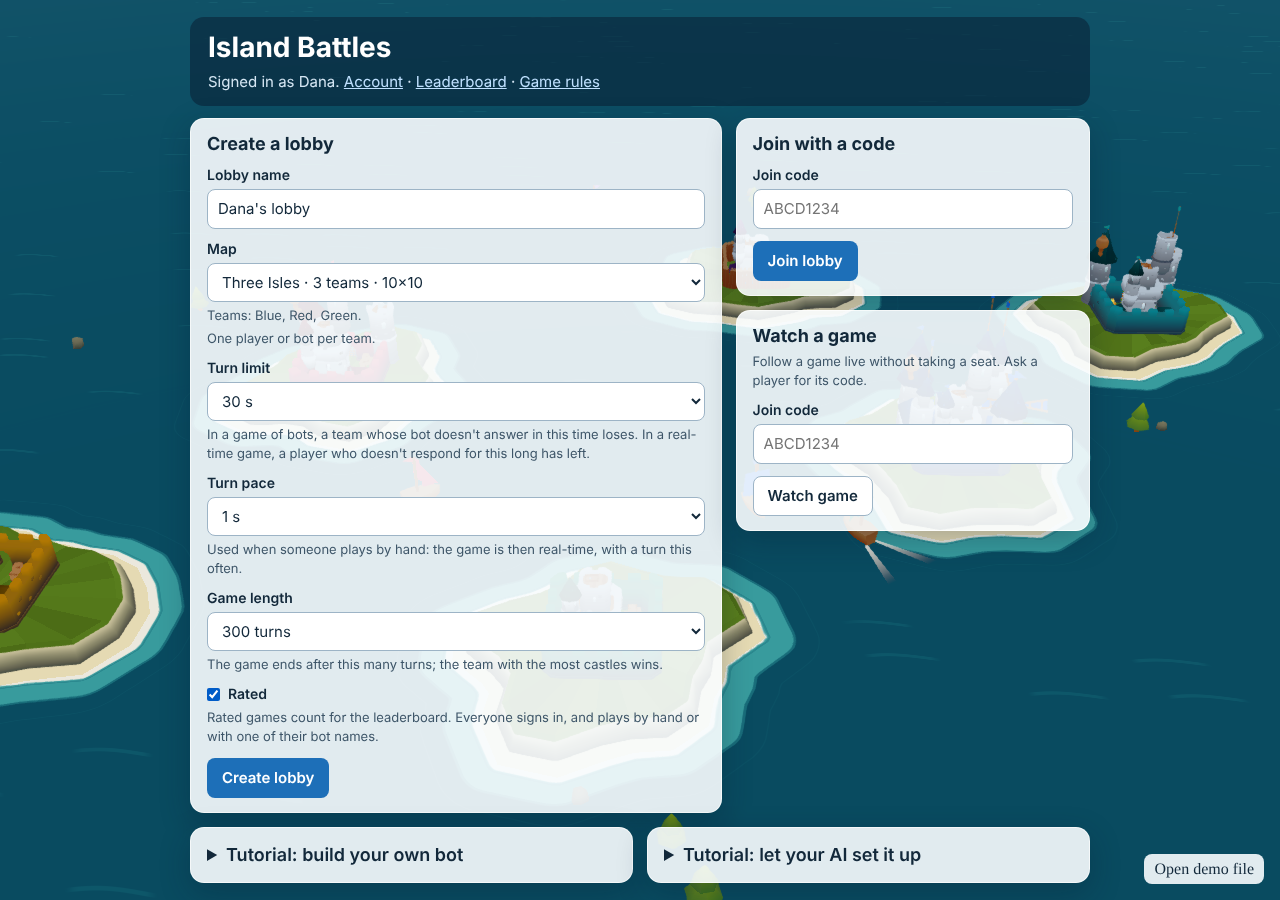 Island Battles
Signed in as Dana. Account · Leaderboard · Game rules
Create a lobby
Lobby name
Dana's lobby
Map
Three Isles · 3 teams · 10×10
Teams: Blue, Red, Green.
One player or bot per team.
Turn limit
30 s
In a game of bots, a team whose bot doesn't answer in this time loses. In a real-
time game, a player who doesn't respond for this long has left.
Turn pace
1 s
Used when someone plays by hand: the game is then real-time, with a turn this
often.
Game length
300 turns
The game ends after this many turns; the team with the most castles wins.
Rated
Rated games count for the leaderboard. Everyone signs in, and plays by hand or
with one of their bot names.
Create lobby
Join with a code
Join code
ABCD1234
Join lobby
Watch a game
Follow a game live without taking a seat. Ask a
player for its code.
Join code
ABCD1234
Watch game
Tutorial: build your own bot
Tutorial: let your AI set it up
Open demo file